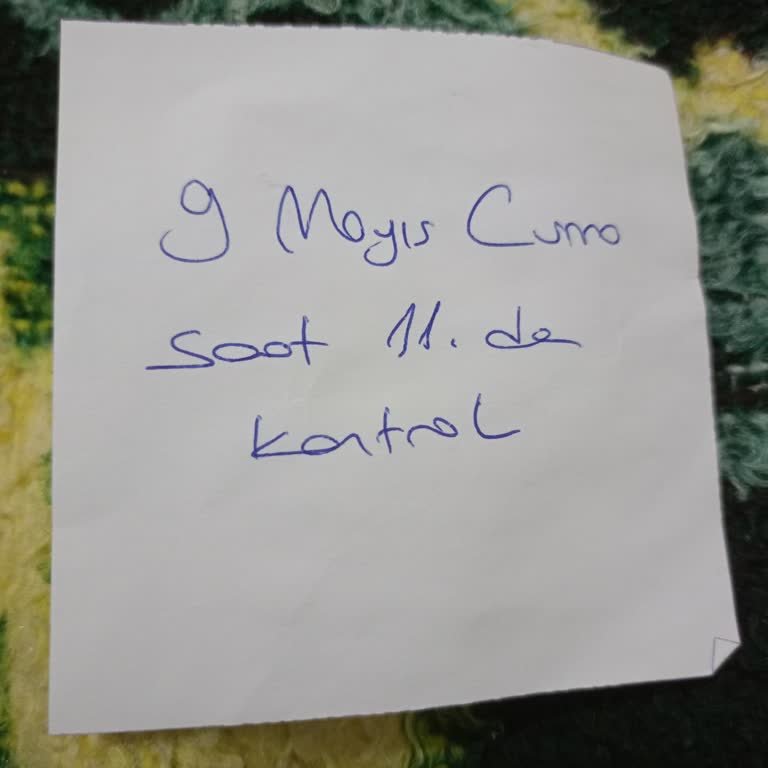 9 Mayıs Cuma
saat 11. de
kontrol